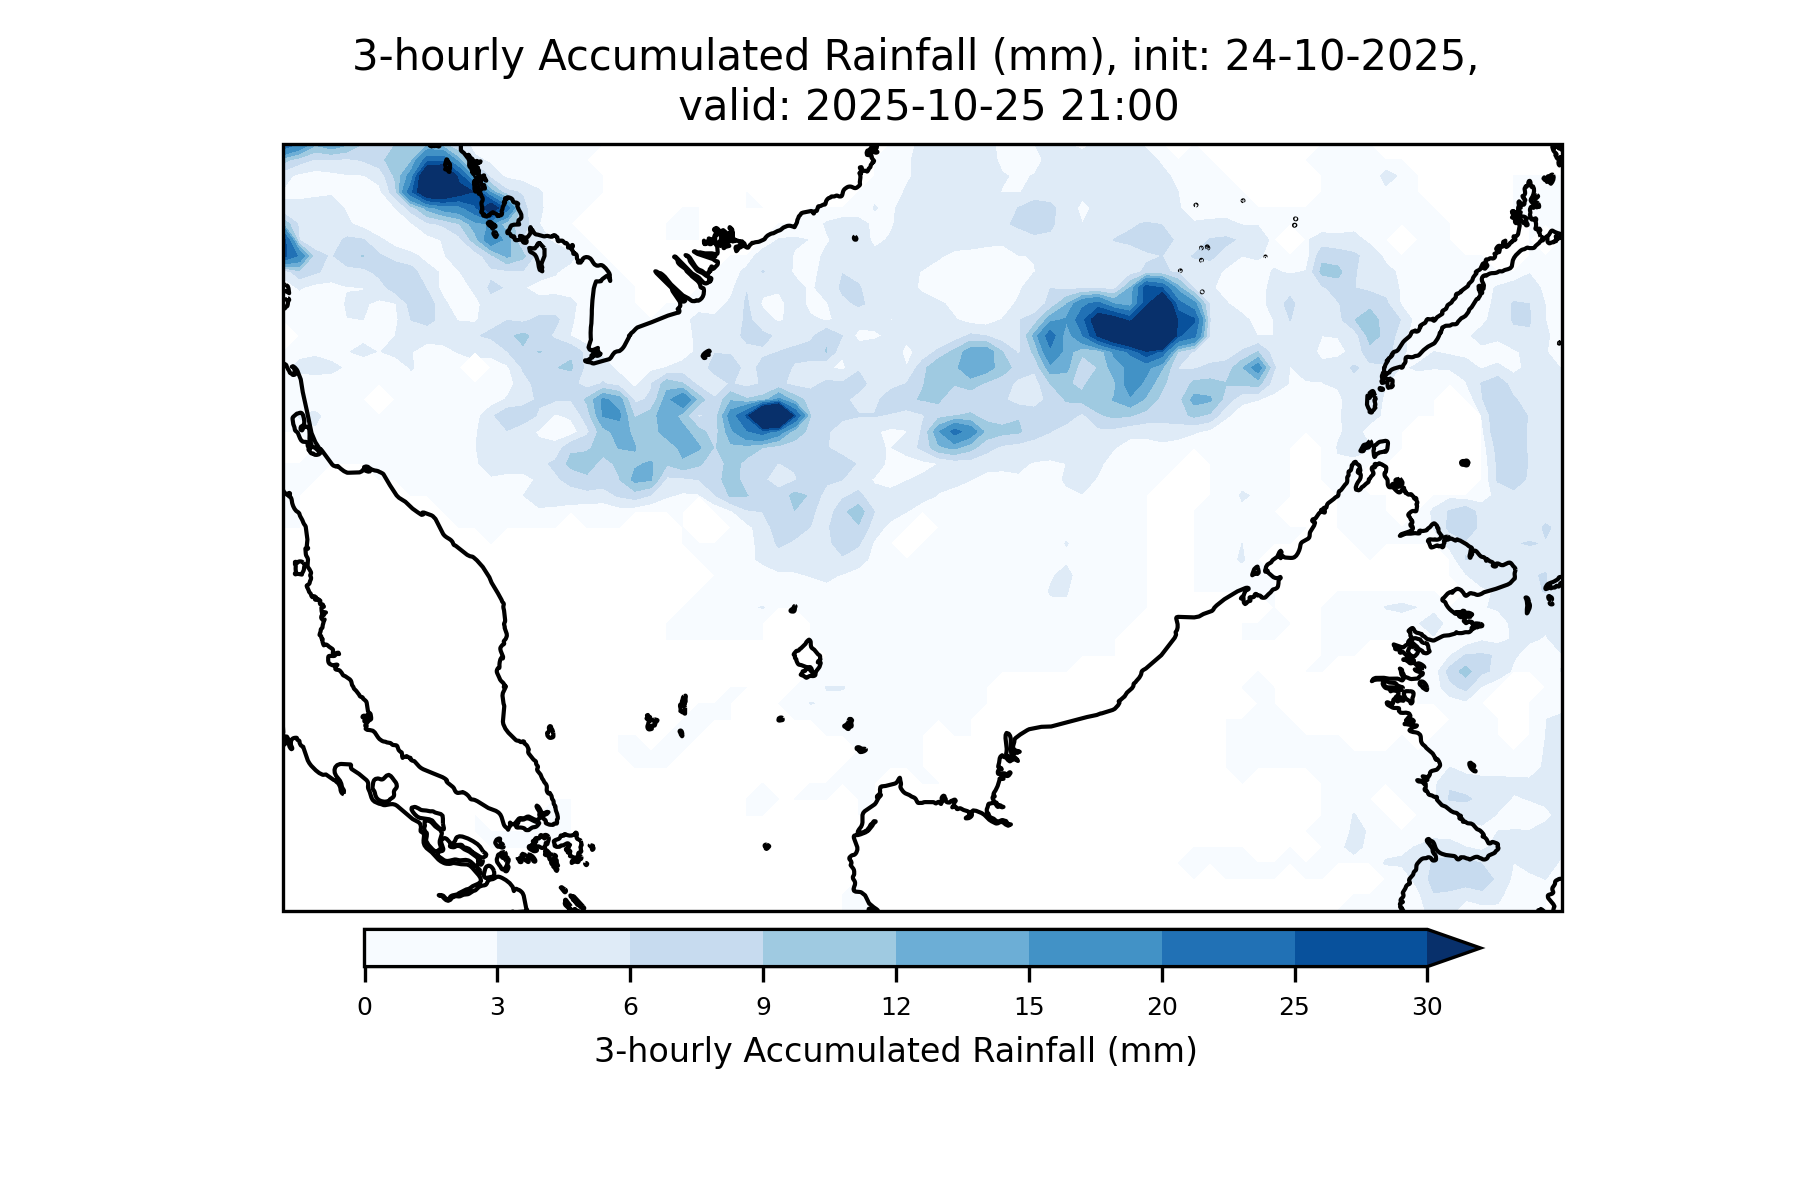 3-hourly Accumulated Rainfall (mm), init: 24-10-2025,
valid: 2025-10-25 21:00
0 3 6 9 12 15 20 25 30
3-hourly Accumulated Rainfall (mm)